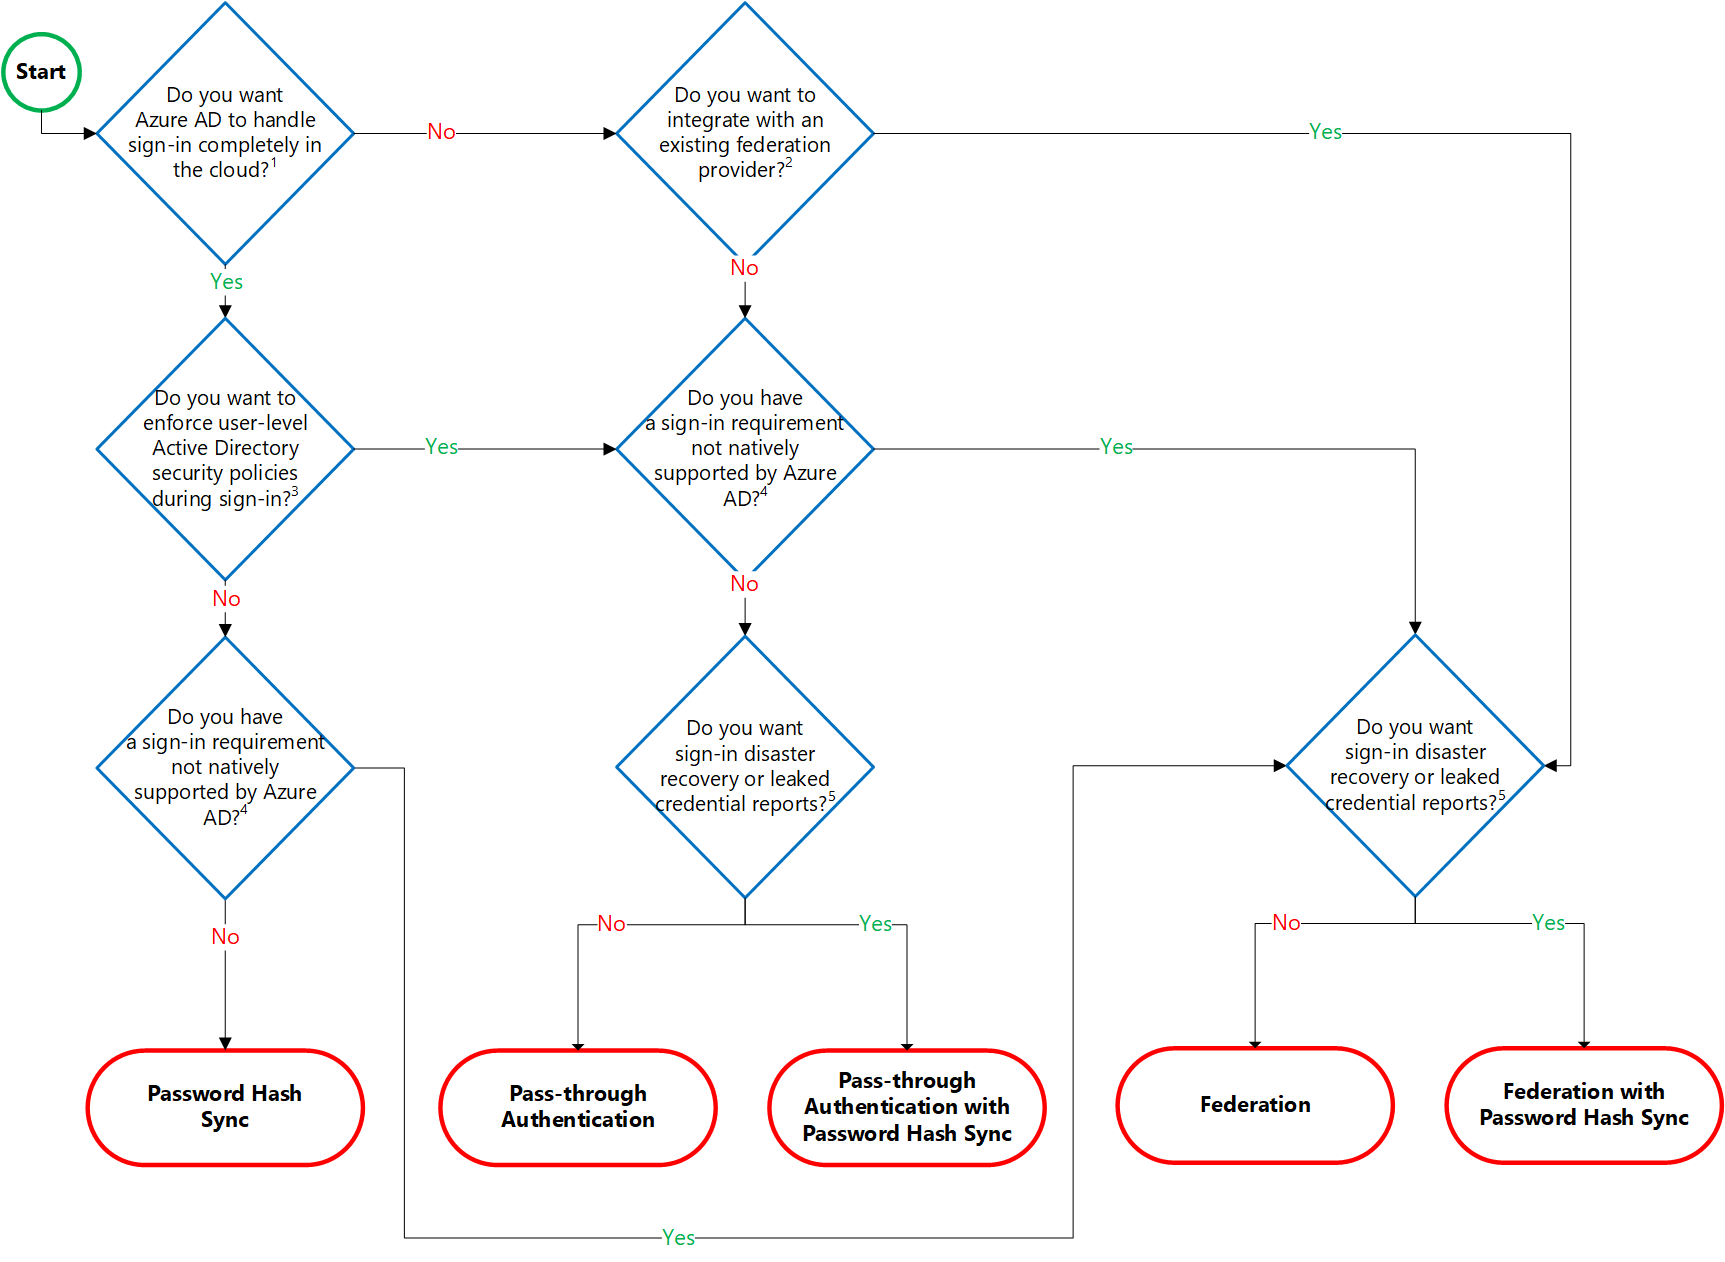 Start
Do you want
Azure AD to handle
sign-in completely in
the cloud?1
No
Do you want to
integrate with an
existing federation
provider?2
Yes
Yes
No
Do you want to
enforce user-level
Active Directory
security policies
during sign-in?3
Yes
Do you have
a sign-in requirement
not natively
supported by Azure
AD?4
Yes
No
No
Do you have
a sign-in requirement
not natively
supported by Azure
AD?4
Do you want
sign-in disaster
recovery or leaked
credential reports?5
Do you want
sign-in disaster
recovery or leaked
credential reports?5
No
No
Yes
No
Yes
Password Hash
Sync
Pass-through
Authentication
Pass-through
Authentication with
Password Hash Sync
Federation
Federation with
Password Hash Sync
Yes